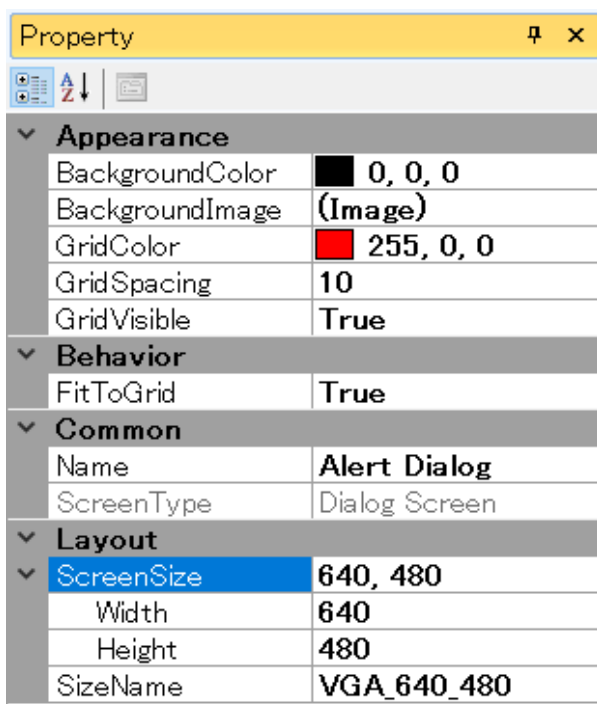 Property
Appearance
BackgroundColor 0, 0, 0
BackgroundImage (Image)
GridColor 255, 0, 0
GridSpacing 10
GridVisible True
Behavior
FitToGrid True
Common
Name Alert Dialog
ScreenType Dialog Screen
Layout
ScreenSize 640, 480
Width 640
Height 480
SizeName VGA_640_480